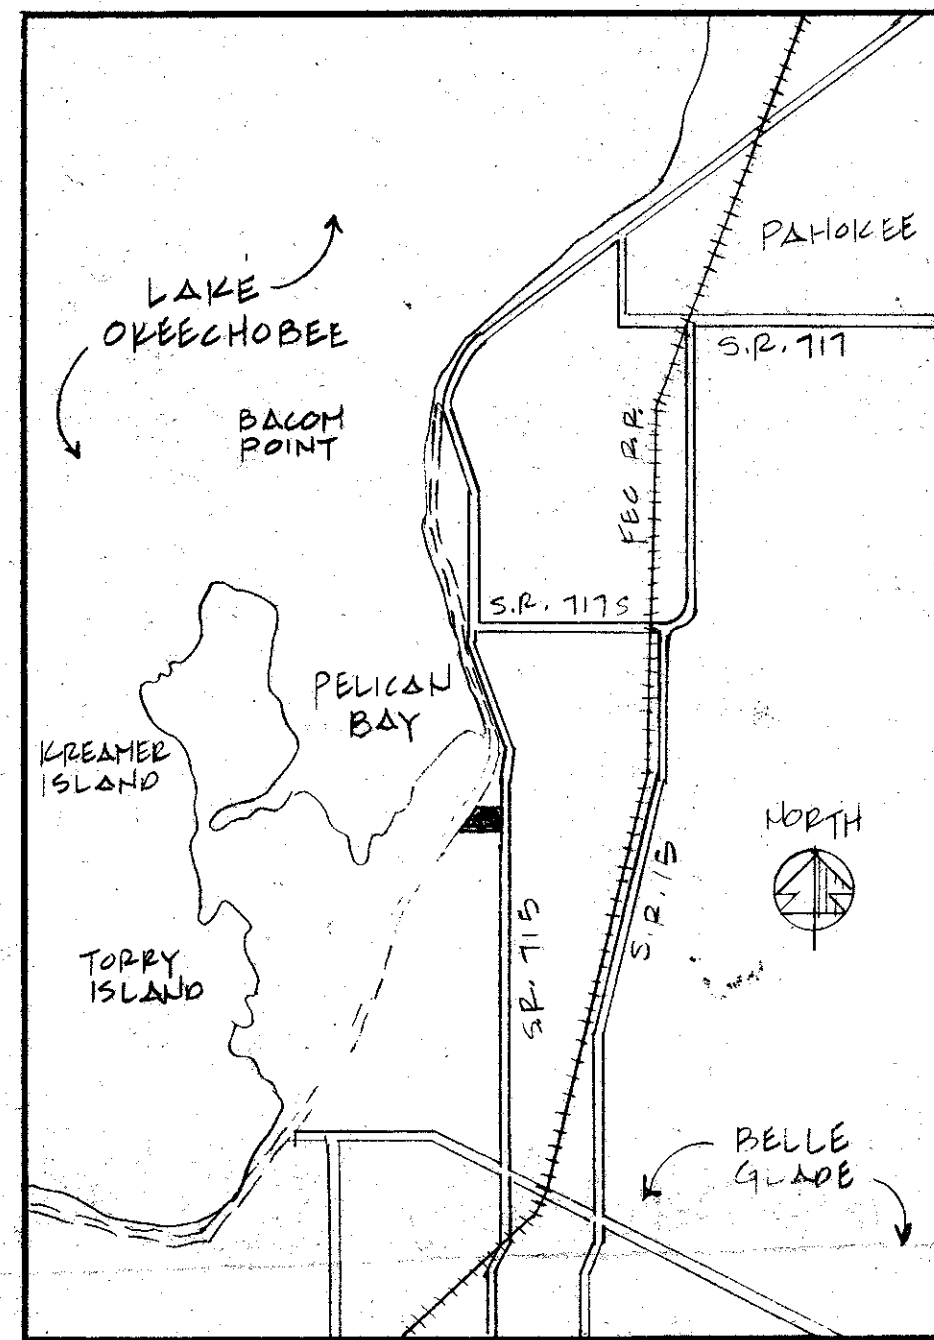 PAHOKEE
LAKE
OKEECHOBEE
S.R. 717
BACOM
POINT
FEC R.R.
S.R. 717S
PELICAN
BAY
KREAMER
ISLAND
NORTH
S.R. 15
SR. 715
TORRY
ISLAND
BELLE
GLADE